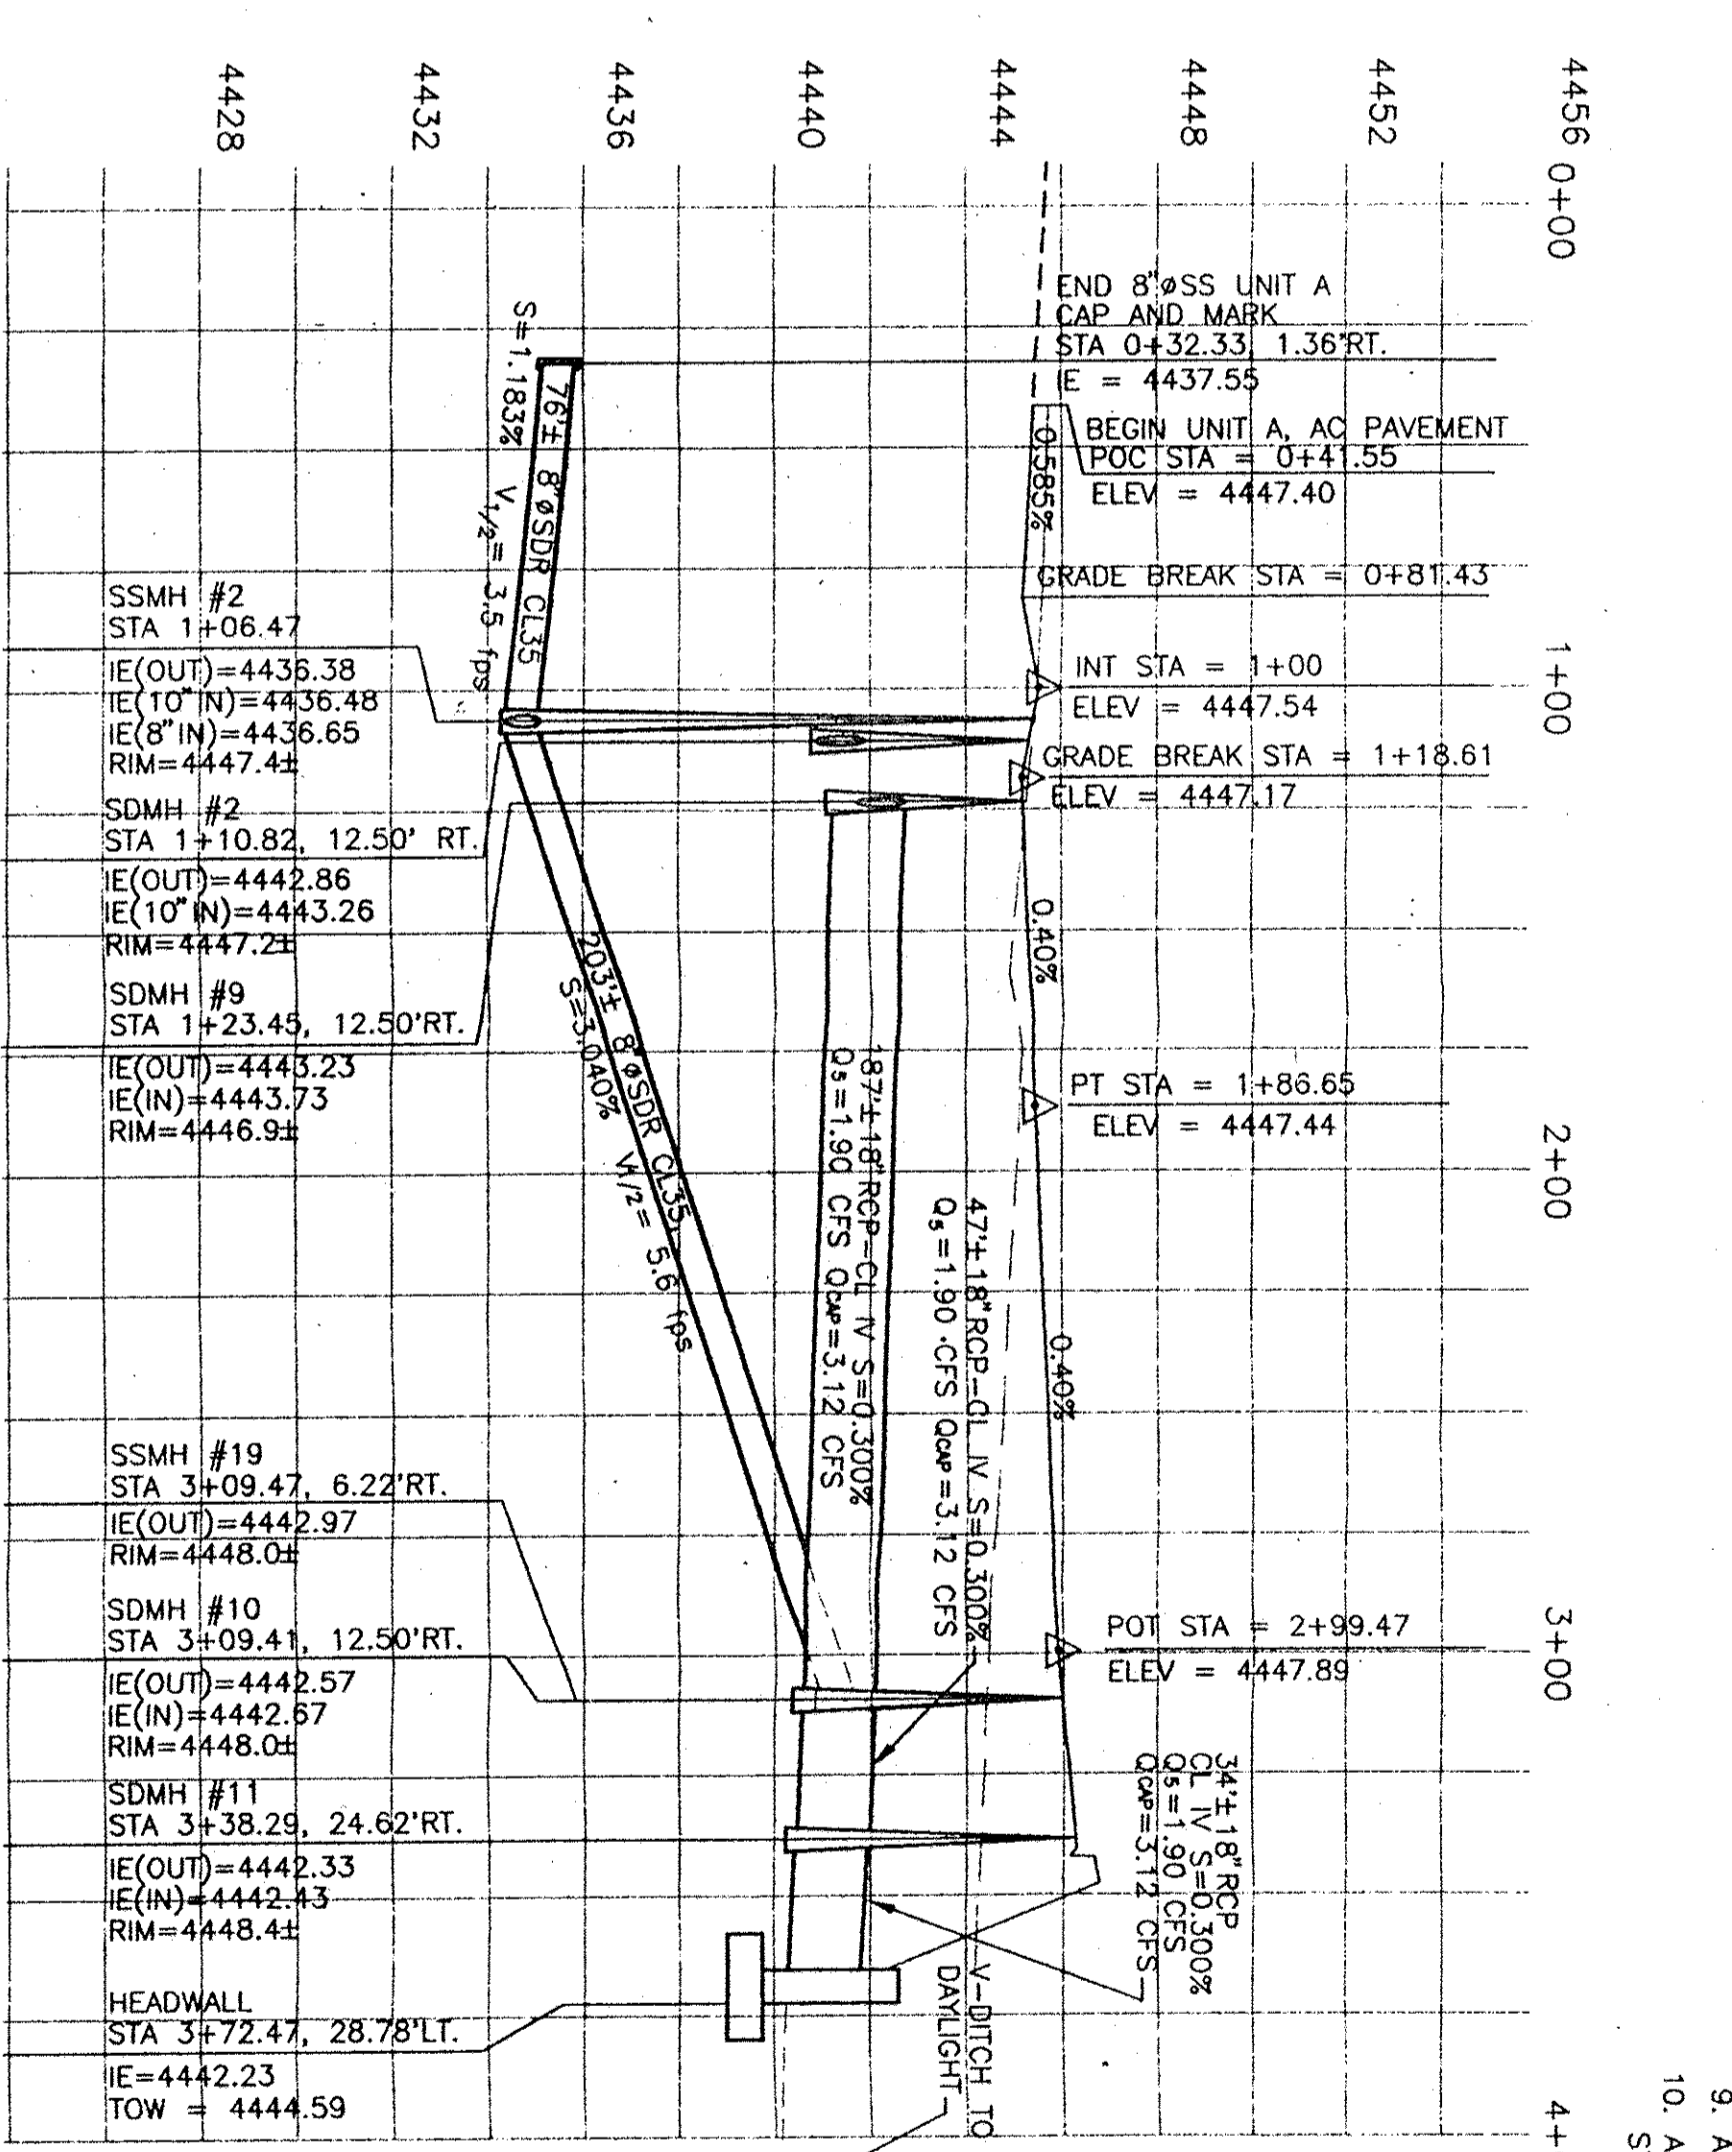 4428
4432
4436
4440
4444
4448
4452
4456
0+00
1+00
2+00
3+00
4+
END 8"øSS UNIT A
CAP AND MARK
STA 0+32.33, 1.36'RT.
IE = 4437.55
BEGIN UNIT A, AC PAVEMENT
POC STA = 0+41.55
ELEV = 4447.40
0.585%
GRADE BREAK STA = 0+81.43
INT STA = 1+00
ELEV = 4447.54
GRADE BREAK STA = 1+18.61
ELEV = 4447.17
0.40%
PT STA = 1+86.65
ELEV = 4447.44
0.40%
POT STA = 2+99.47
ELEV = 4447.89
76'± 8"øSDR CL35
S=1.183% V1/2= 3.5 fps
203'± 8"øSDR CL35
S=3.040% V1/2= 5.6 fps
187'±18"RCP-CL IV S=0.300%
Q5=1.90 CFS QCAP=3.12 CFS
47'±18"RCP-CL IV S=0.300%
Q5=1.90 CFS QCAP=3.12 CFS
34'±18"RCP
CL IV S=0.300%
Q5=1.90 CFS
QCAP=3.12 CFS
V-DITCH TO
DAYLIGHT
SSMH #2
STA 1+06.47
IE(OUT)=4436.38
IE(10"IN)=4436.48
IE(8"IN)=4436.65
RIM=4447.4±
SDMH #2
STA 1+10.82, 12.50' RT.
IE(OUT)=4442.86
IE(10"IN)=4443.26
RIM=4447.2±
SDMH #9
STA 1+23.45, 12.50'RT.
IE(OUT)=4443.23
IE(IN)=4443.73
RIM=4446.9±
SSMH #19
STA 3+09.47, 6.22'RT.
IE(OUT)=4442.97
RIM=4448.0±
SDMH #10
STA 3+09.41, 12.50'RT.
IE(OUT)=4442.57
IE(IN)=4442.67
RIM=4448.0±
SDMH #11
STA 3+38.29, 24.62'RT.
IE(OUT)=4442.33
IE(IN)=4442.43
RIM=4448.4±
HEADWALL
STA 3+72.47, 28.78'LT.
IE=4442.23
TOW = 4444.59
9. A
10. A
S